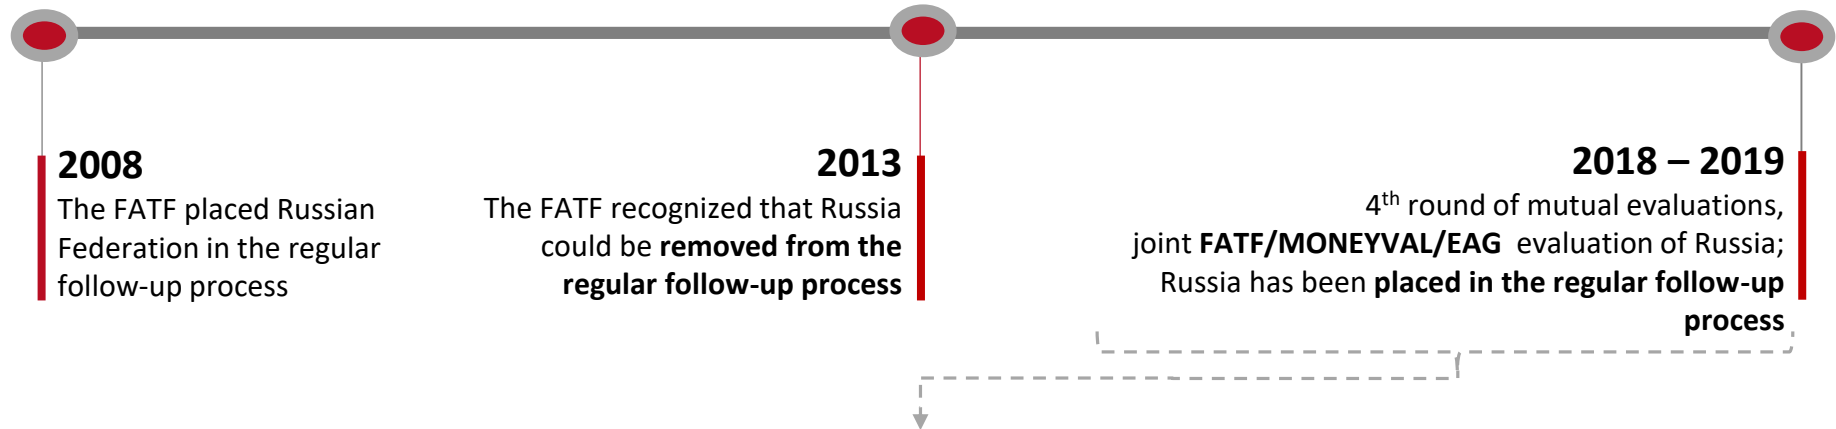 2008
The FATF placed Russian
Federation in the regular
follow-up process
2013
The FATF recognized that Russia
could be removed from the
regular follow-up process
2018 – 2019
4th round of mutual evaluations,
joint FATF/MONEYVAL/EAG evaluation of Russia;
Russia has been placed in the regular follow-up
process